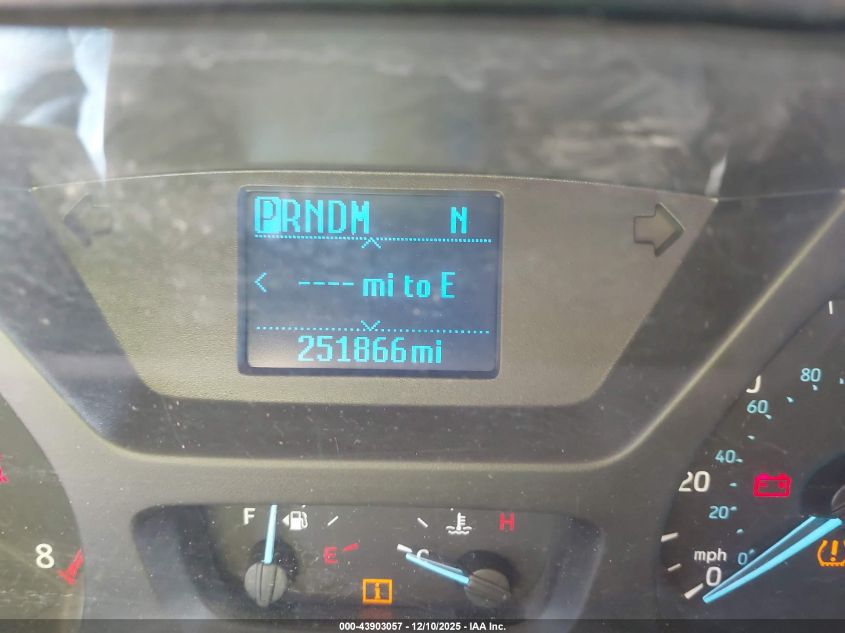 PRNDM N
---- mi to E
251866mi
80
60
40
20
20
mph 0
0
F
E
C
H
8
i
000-43903057 - 12/10/2025 - IAA Inc.